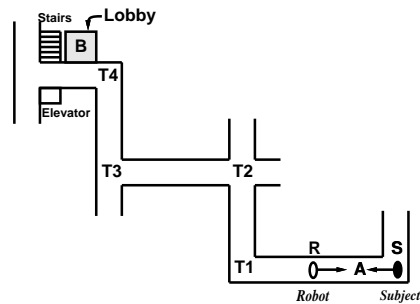 Stairs
Lobby
B
T4
Elevator
T3
T2
R
S
T1
A
Robot
Subject